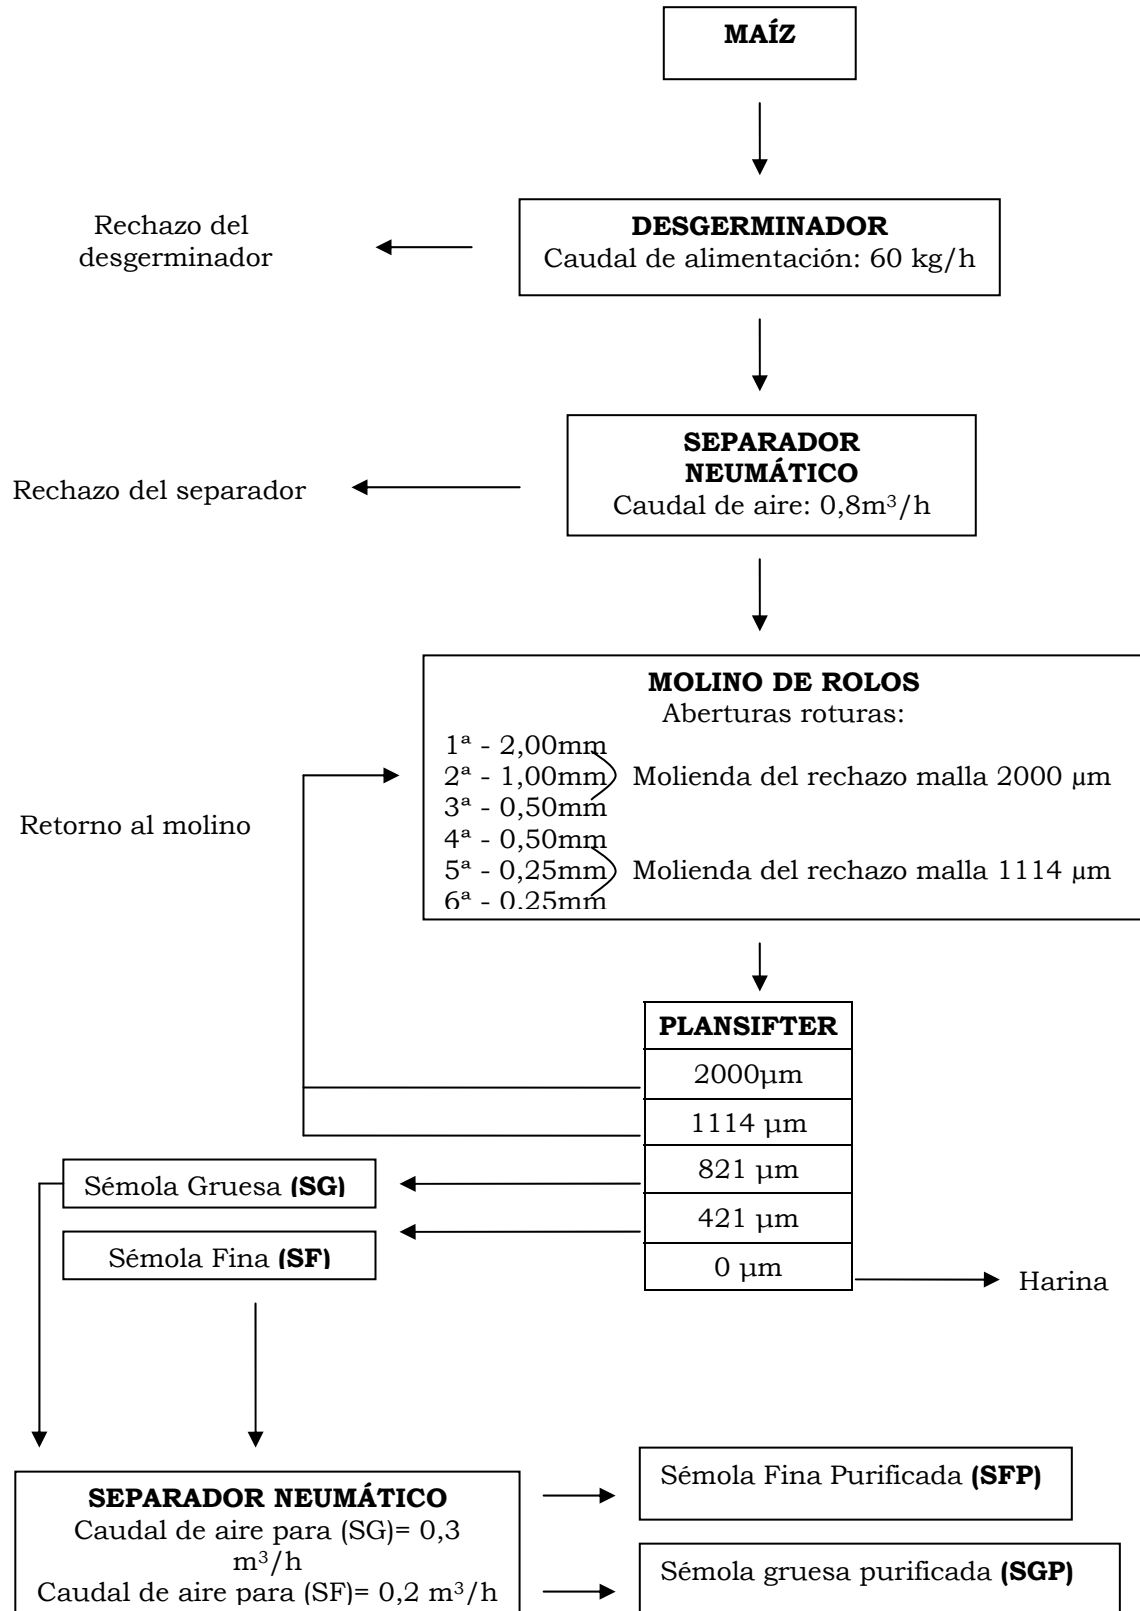 MAÍZ
DESGERMINADOR
Caudal de alimentación: 60 kg/h
Rechazo del
desgerminador
SEPARADOR
NEUMÁTICO
Caudal de aire: 0,8m³/h
Rechazo del separador
MOLINO DE ROLOS
Aberturas roturas:
1ª - 2,00mm
2ª - 1,00mm
Molienda del rechazo malla 2000 µm
3ª - 0,50mm
4ª - 0,50mm
5ª - 0,25mm
Molienda del rechazo malla 1114 µm
6ª - 0.25mm
Retorno al molino
PLANSIFTER
2000µm
1114 µm
821 µm
421 µm
0 µm
Sémola Gruesa (SG)
Sémola Fina (SF)
Harina
SEPARADOR NEUMÁTICO
Caudal de aire para (SG)= 0,3
m³/h
Caudal de aire para (SF)= 0,2 m³/h
Sémola Fina Purificada (SFP)
Sémola gruesa purificada (SGP)